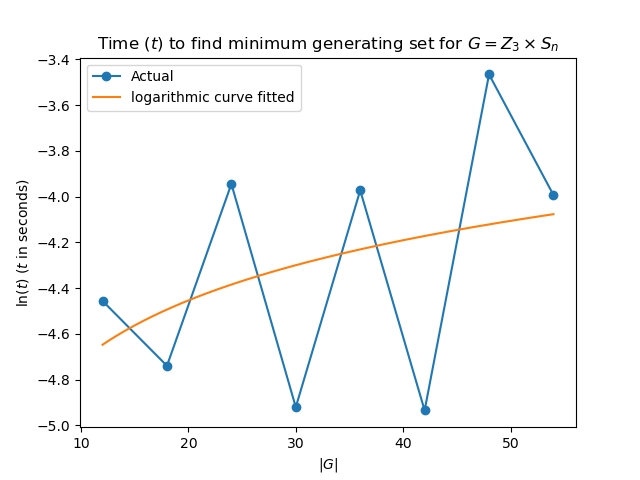 Time (t) to find minimum generating set for G = Z₃ × Sₙ
Actual
logarithmic curve fitted
ln(t) (t in seconds)
−3.4
−3.6
−3.8
−4.0
−4.2
−4.4
−4.6
−4.8
−5.0
10 20 30 40 50
|G|